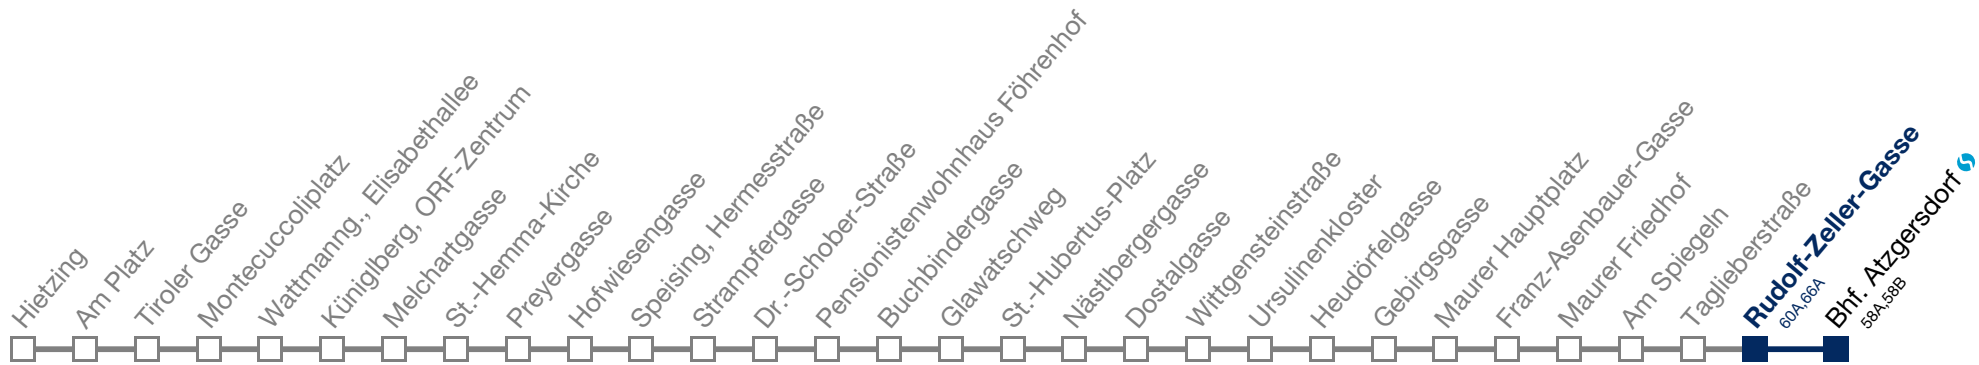 Hietzing
Am Platz
Tiroler Gasse
Montecuccoliplatz
Wattmanng., Elisabethallee
Küniglberg, ORF-Zentrum
Melchartgasse
St.-Hemma-Kirche
Preyergasse
Hofwiesengasse
Speising, Hermesstraße
Strampfergasse
Dr.-Schober-Straße
Pensionistenwohnhaus Föhrenhof
Buchbindergasse
Glawatschweg
St.-Hubertus-Platz
Nästlbergergasse
Dostalgasse
Wittgensteinstraße
Ursulinenkloster
Heudörfelgasse
Gebirgsgasse
Maurer Hauptplatz
Franz-Asenbauer-Gasse
Maurer Friedhof
Am Spiegeln
Taglieberstraße
Rudolf-Zeller-Gasse
60A,66A
Bhf. Atzgersdorf
58A,58B